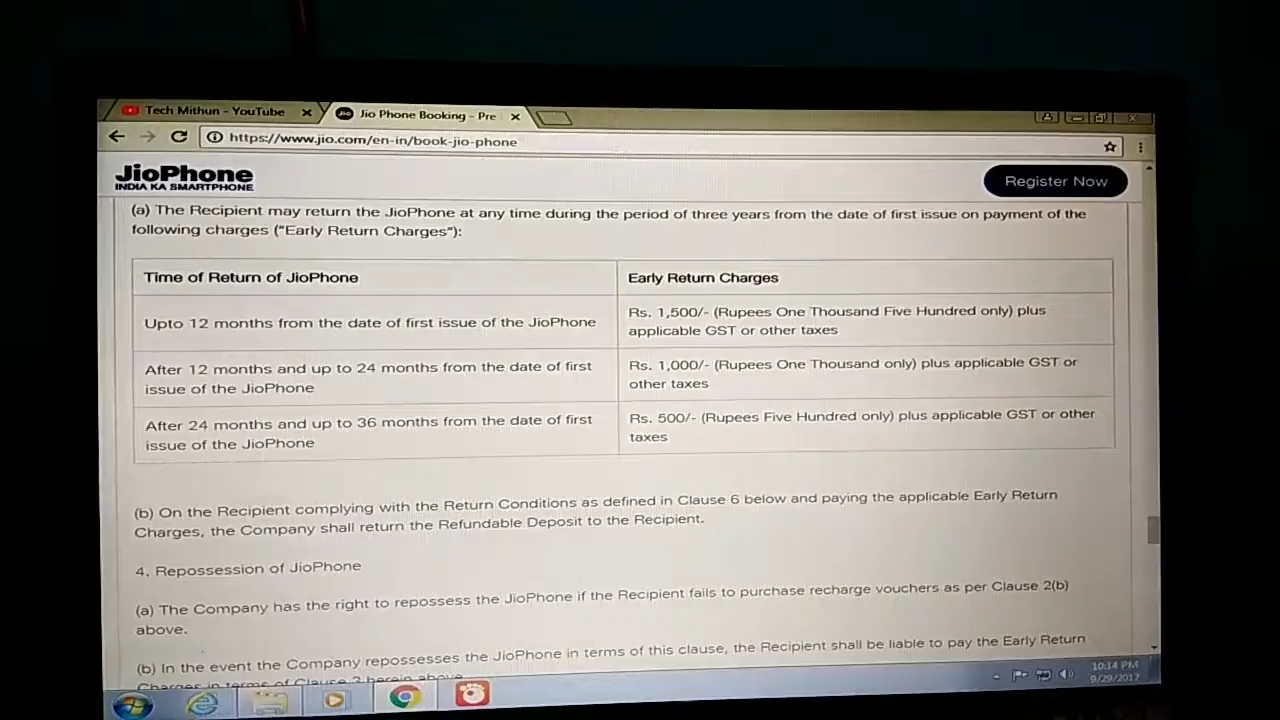 Tech Mithun - YouTube
Jio Phone Booking - Pre
https://www.jio.com/en-in/book-jio-phone
JioPhone
INDIA KA SMARTPHONE
Register Now
(a) The Recipient may return the JioPhone at any time during the period of three years from the date of first issue on payment of the
following charges ("Early Return Charges"):
Time of Return of JioPhone
Early Return Charges
Upto 12 months from the date of first issue of the JioPhone
Rs. 1,500/- (Rupees One Thousand Five Hundred only) plus
applicable GST or other taxes
After 12 months and up to 24 months from the date of first
issue of the JioPhone
Rs. 1,000/- (Rupees One Thousand only) plus applicable GST or
other taxes
After 24 months and up to 36 months from the date of first
issue of the JioPhone
Rs. 500/- (Rupees Five Hundred only) plus applicable GST or other
taxes
(b) On the Recipient complying with the Return Conditions as defined in Clause 6 below and paying the applicable Early Return
Charges, the Company shall return the Refundable Deposit to the Recipient.
4. Repossession of JioPhone
(a) The Company has the right to repossess the JioPhone if the Recipient fails to purchase recharge vouchers as per Clause 2(b)
above.
(b) In the event the Company repossesses the JioPhone in terms of this clause, the Recipient shall be liable to pay the Early Return
Charges in terms of Clause 3 herein above.
10:14 PM
9/29/2017